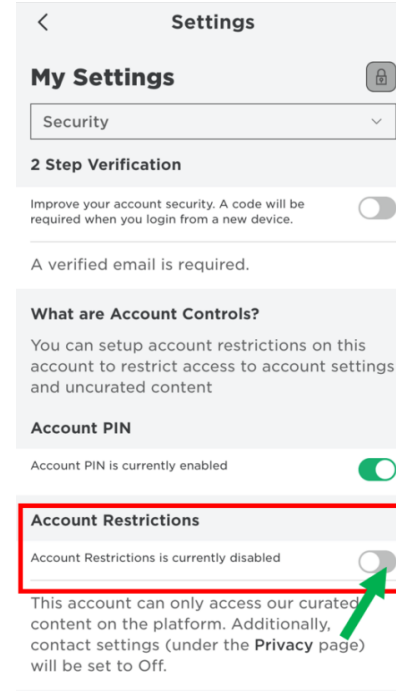 Settings
My Settings
Security
2 Step Verification
Improve your account security. A code will be
required when you login from a new device.
A verified email is required.
What are Account Controls?
You can setup account restrictions on this
account to restrict access to account settings
and uncurated content
Account PIN
Account PIN is currently enabled
Account Restrictions
Account Restrictions is currently disabled
This account can only access our curated
content on the platform. Additionally,
contact settings (under the Privacy page)
will be set to Off.